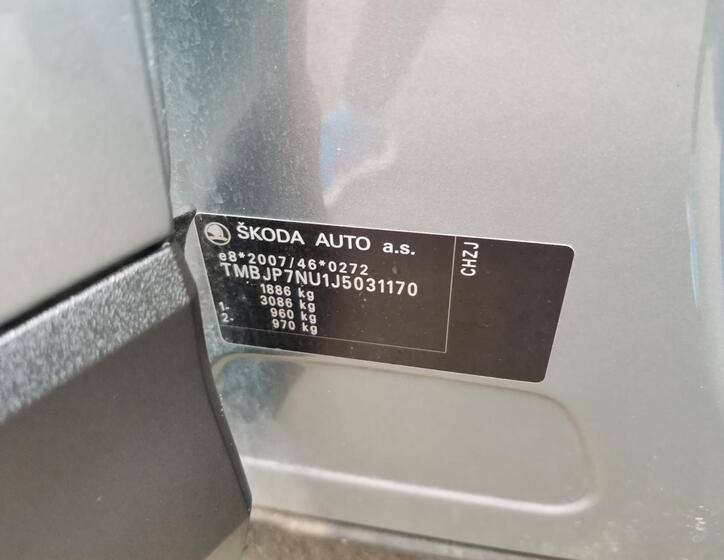 ŠKODA AUTO a.s.
e8*2007/46*0272
TMBJP7NU1J5031170
1886 kg
3086 kg
1- 960 kg
2- 970 kg
CHZJ